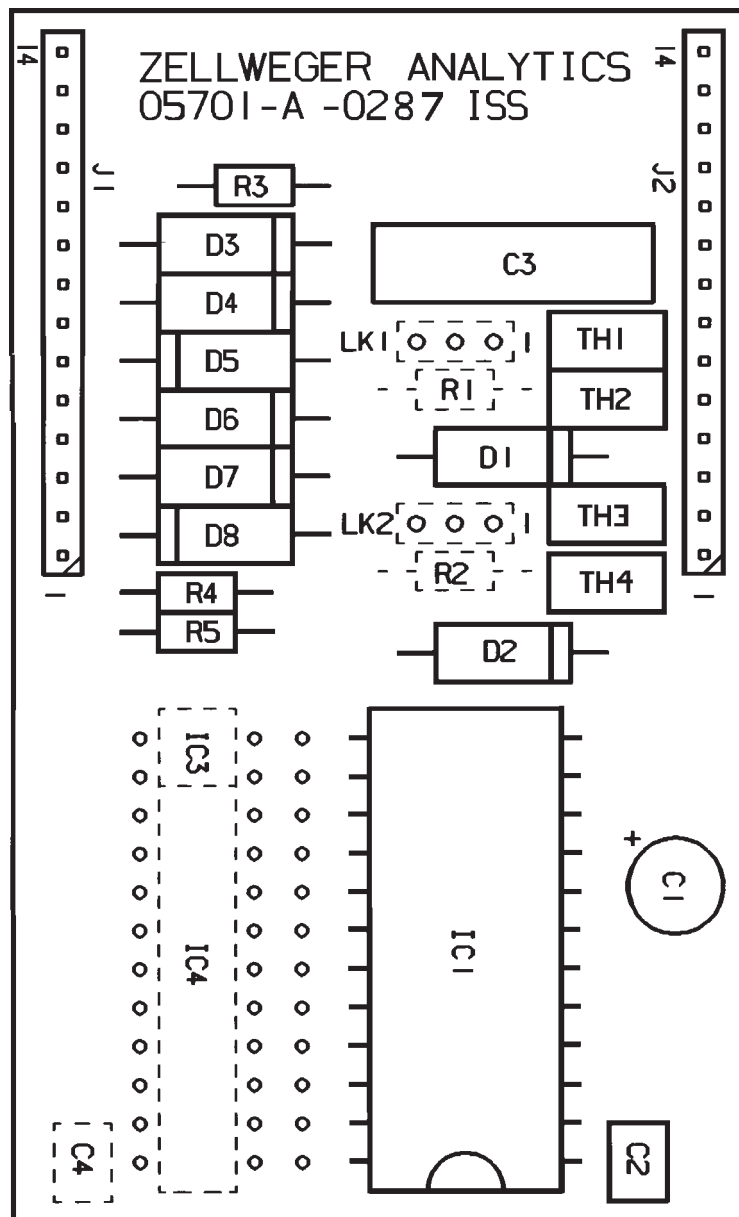 14
14
ZELLWEGER ANALYTICS
05701-A -0287 ISS
J1
J2
R3
D3
C3
D4
LK1
1
TH1
D5
R1
TH2
D6
D1
D7
LK2
1
TH3
D8
R2
TH4
R4
1
1
R5
D2
IC3
+
C1
IC4
IC1
C4
C2